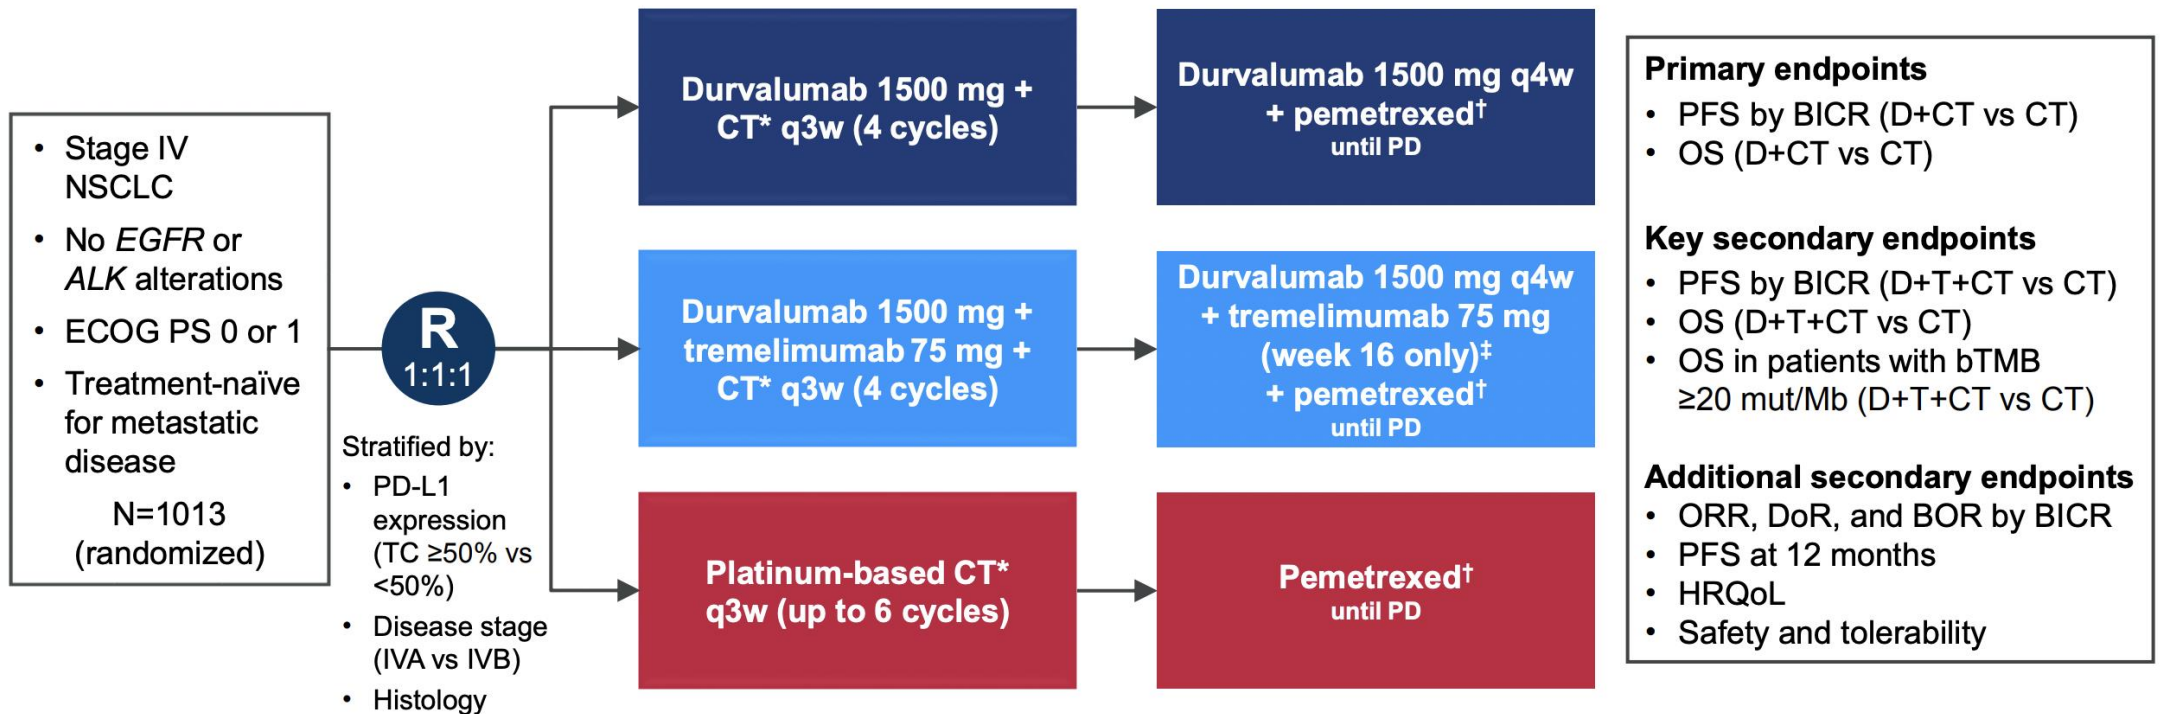 • Stage IV
NSCLC
• No EGFR or
ALK alterations
• ECOG PS 0 or 1
• Treatment-naïve
for metastatic
disease
N=1013
(randomized)
R
1:1:1
Stratified by:
• PD-L1
expression
(TC ≥50% vs
<50%)
• Disease stage
(IVA vs IVB)
• Histology
Durvalumab 1500 mg +
CT* q3w (4 cycles)
Durvalumab 1500 mg q4w
+ pemetrexed†
until PD
Durvalumab 1500 mg +
tremelimumab 75 mg +
CT* q3w (4 cycles)
Durvalumab 1500 mg q4w
+ tremelimumab 75 mg
(week 16 only)‡
+ pemetrexed†
until PD
Platinum-based CT*
q3w (up to 6 cycles)
Pemetrexed†
until PD
Primary endpoints
• PFS by BICR (D+CT vs CT)
• OS (D+CT vs CT)
Key secondary endpoints
• PFS by BICR (D+T+CT vs CT)
• OS (D+T+CT vs CT)
• OS in patients with bTMB
≥20 mut/Mb (D+T+CT vs CT)
Additional secondary endpoints
• ORR, DoR, and BOR by BICR
• PFS at 12 months
• HRQoL
• Safety and tolerability